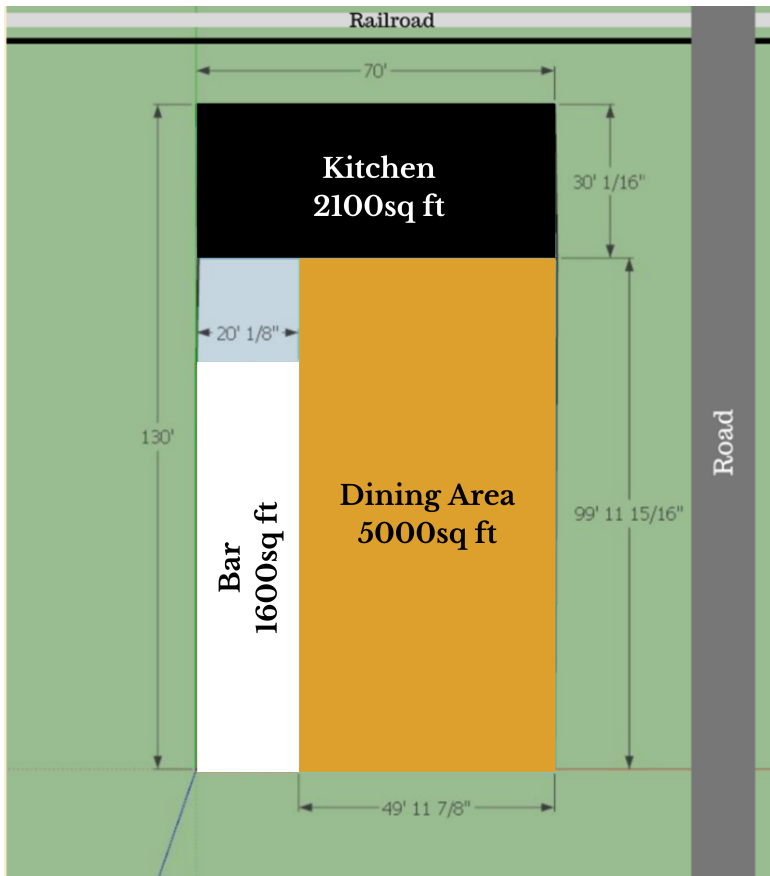 Railroad
70'
Kitchen
2100sq ft
30' 1/16"
20' 1/8"
130'
Road
Dining Area
5000sq ft
99' 11 15/16"
Bar
1600sq ft
49' 11 7/8"